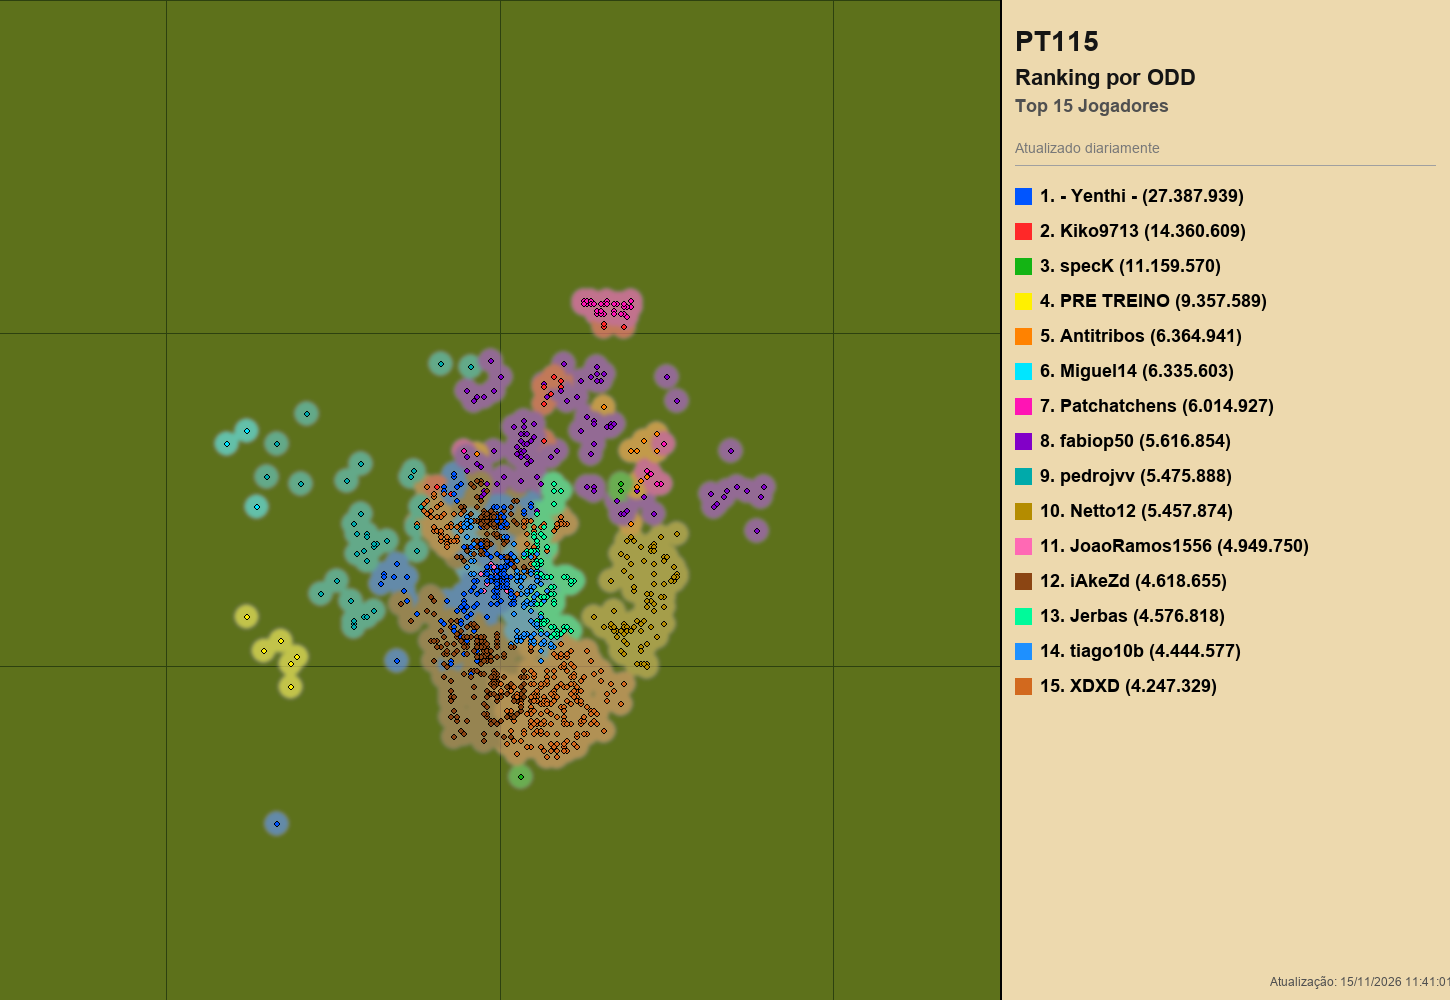 PT115
Ranking por ODD
Top 15 Jogadores
Atualizado diariamente
1. - Yenthi - (27.387.939)
2. Kiko9713 (14.360.609)
3. specK (11.159.570)
4. PRE TREINO (9.357.589)
5. Antitribos (6.364.941)
6. Miguel14 (6.335.603)
7. Patchatchens (6.014.927)
8. fabiop50 (5.616.854)
9. pedrojvv (5.475.888)
10. Netto12 (5.457.874)
11. JoaoRamos1556 (4.949.750)
12. iAkeZd (4.618.655)
13. Jerbas (4.576.818)
14. tiago10b (4.444.577)
15. XDXD (4.247.329)
Atualização: 15/11/2026 11:41:01